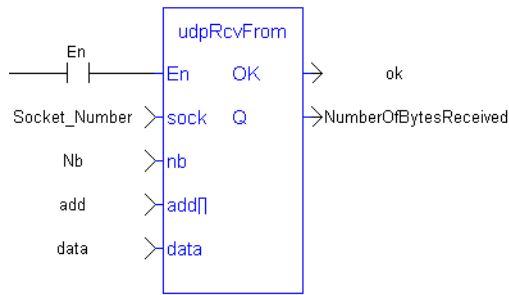 udpRcvFrom
En
En OK ok
Socket_Number sock Q NumberOfBytesReceived
Nb nb
add add[]
data data